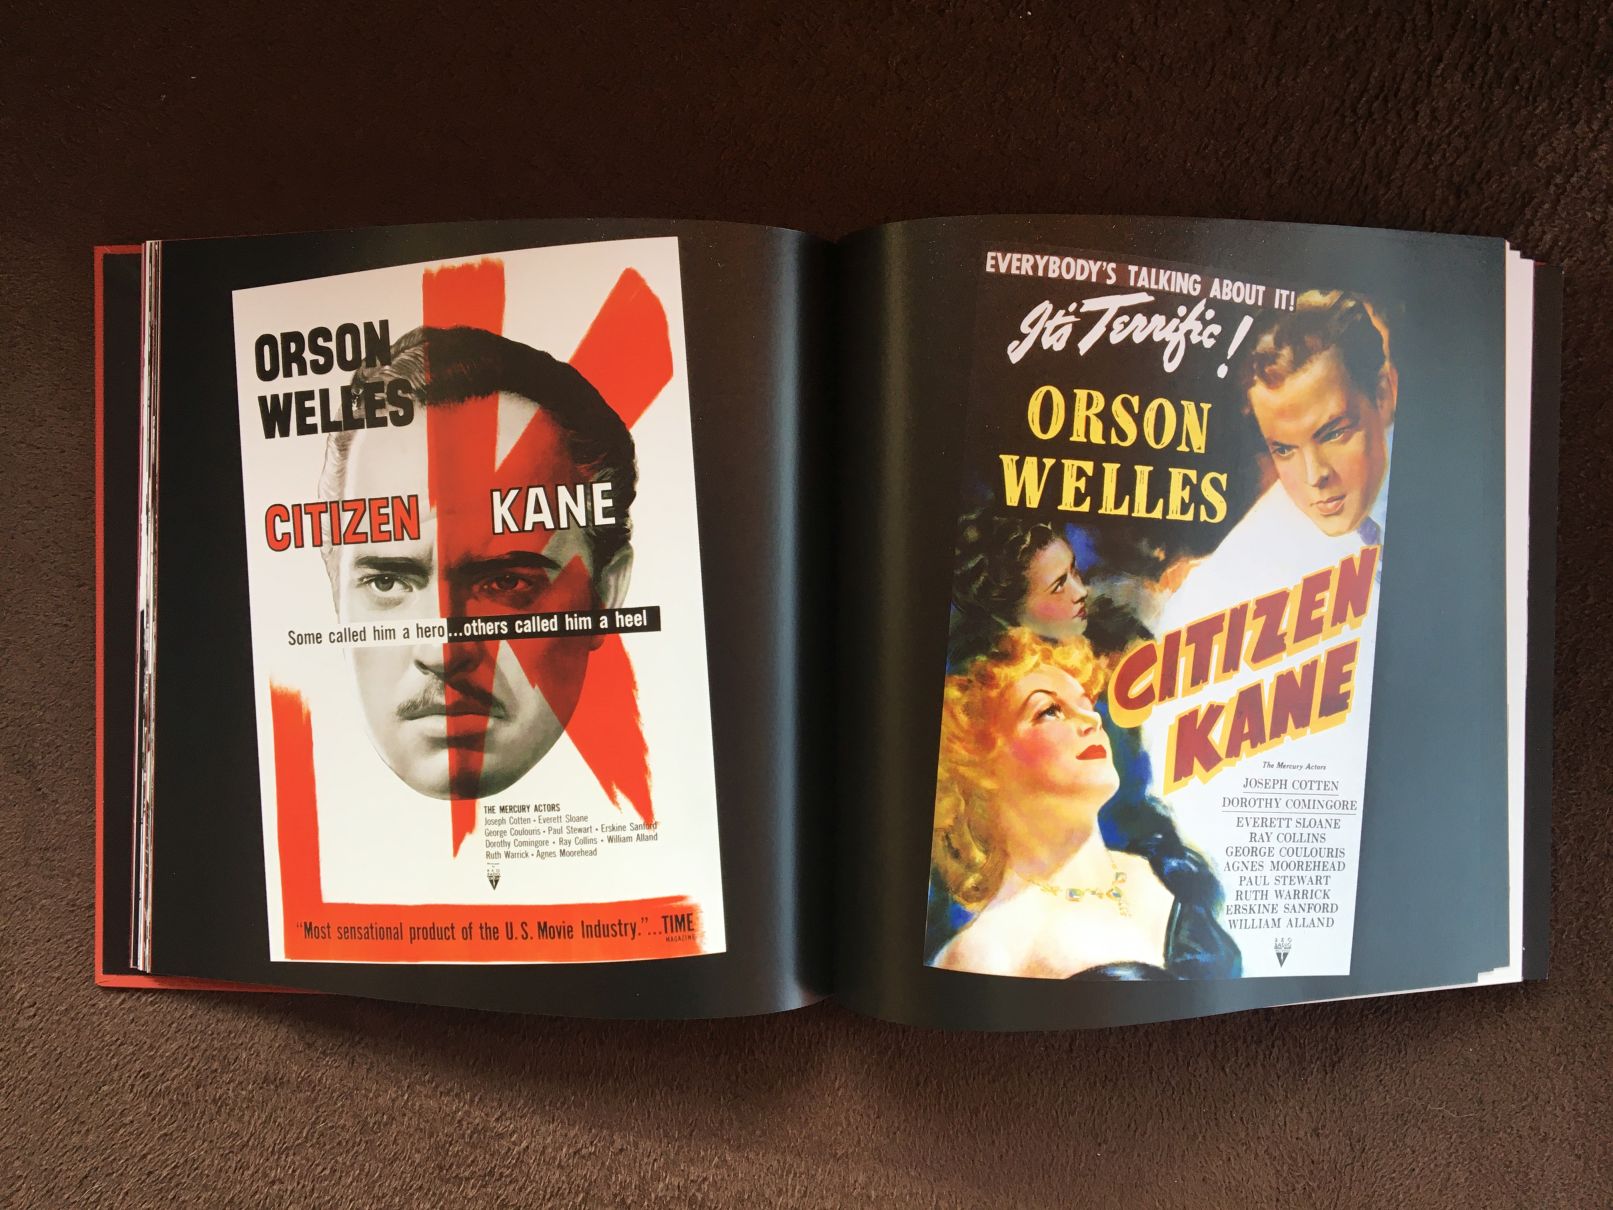 ORSON
WELLES
CITIZEN KANE
Some called him a hero...others called him a heel
THE MERCURY ACTORS
Joseph Cotten • Everett Sloane
George Coulouris • Paul Stewart • Erskine Sanford
Dorothy Comingore • Ray Collins • William Alland
Ruth Warrick • Agnes Moorehead
"Most sensational product of the U.S. Movie Industry."...TIME
MAGAZINE
EVERYBODY'S TALKING ABOUT IT!
It's Terrific!
ORSON
WELLES
CITIZEN
KANE
The Mercury Actors
JOSEPH COTTEN
DOROTHY COMINGORE
EVERETT SLOANE
RAY COLLINS
GEORGE COULOURIS
AGNES MOOREHEAD
PAUL STEWART
RUTH WARRICK
ERSKINE SANFORD
WILLIAM ALLAND